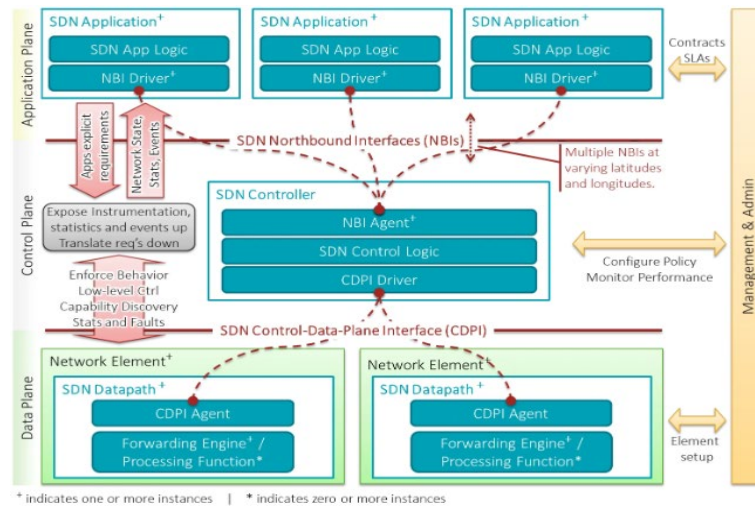 Application Plane
SDN Application+
SDN App Logic
NBI Driver+
SDN Application+
SDN App Logic
NBI Driver+
SDN Application+
SDN App Logic
NBI Driver+
Contracts
SLAs
Apps explicit
requirements
Network State,
Stats, Events
SDN Northbound Interfaces (NBIs)
Multiple NBIs at
varying latitudes
and longitudes.
Control Plane
Expose Instrumentation,
statistics and events up
Translate req's down
SDN Controller
NBI Agent+
SDN Control Logic
CDPI Driver
Configure Policy
Monitor Performance
Management & Admin
Enforce Behavior
Low-level Ctrl
Capability Discovery
Stats and Faults
SDN Control-Data-Plane Interface (CDPI)
Data Plane
Network Element+
SDN Datapath+
CDPI Agent
Forwarding Engine+ /
Processing Function*
Network Element+
SDN Datapath+
CDPI Agent
Forwarding Engine+ /
Processing Function*
Element
setup
+ indicates one or more instances | * indicates zero or more instances